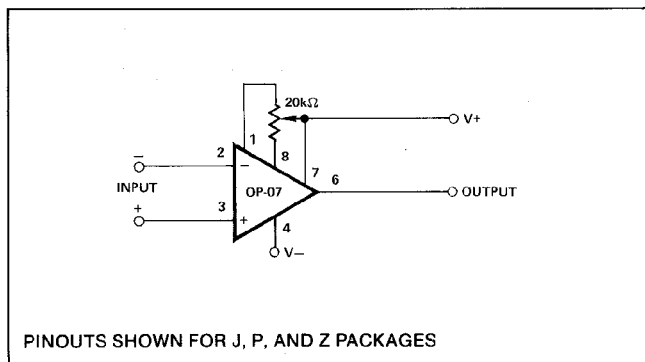 20kΩ
V+
1
8
7
2
−
−
6
OP-07
OUTPUT
INPUT
+
3
+
4
V−
PINOUTS SHOWN FOR J, P, AND Z PACKAGES